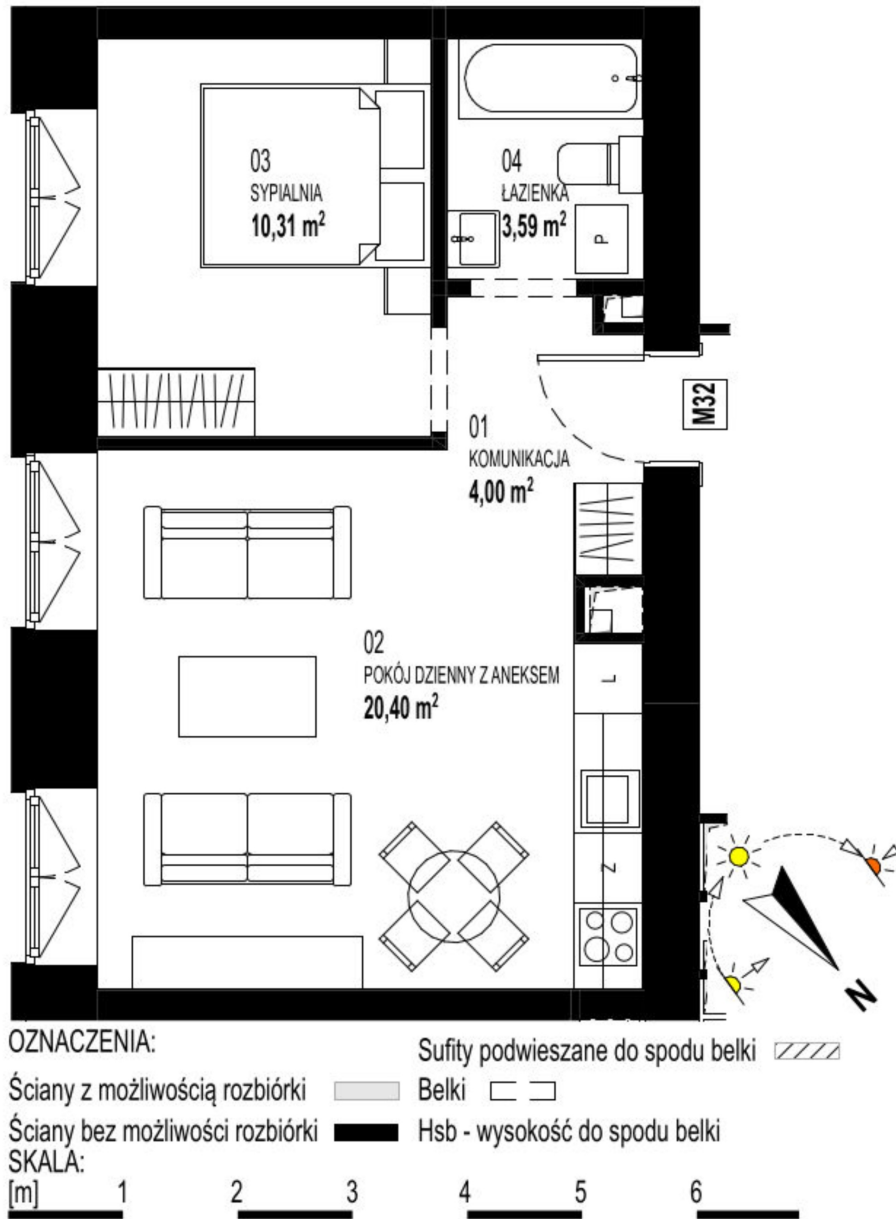 03
SYPIALNIA
10,31 m²
04
ŁAZIENKA
3,59 m²
P
M32
01
KOMUNIKACJA
4,00 m²
02
POKÓJ DZIENNY Z ANEKSEM
20,40 m²
L
Z
N
OZNACZENIA:
Sufity podwieszane do spodu belki
Ściany z możliwością rozbiórki
Belki
Ściany bez możliwości rozbiórki
Hsb - wysokość do spodu belki
SKALA:
[m] 1 2 3 4 5 6